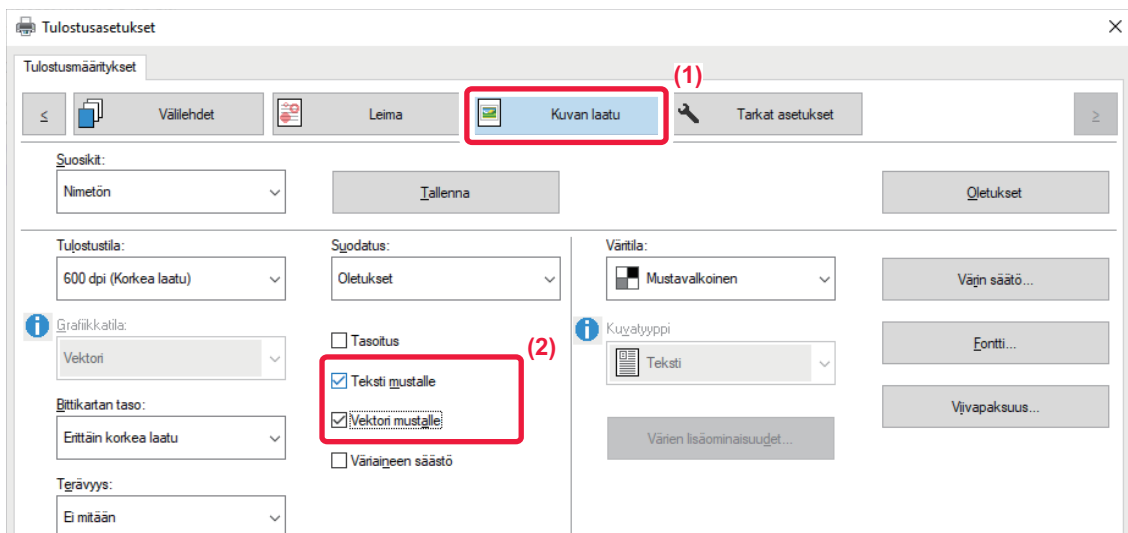 Tulostusasetukset
Tulostusmääritykset
(1)
≤ Välilehdet Leima Kuvan laatu Tarkat asetukset ≥
Suosikit:
Nimetön Tallenna Oletukset
Tulostustila: Suodatus: Väritila:
600 dpi (Korkea laatu) Oletukset Mustavalkoinen Värin säätö...
Grafiikkatila: Tasoitus (2) Kuvatyyppi
Vektori Teksti Fontti...
Teksti mustalle
Bittikartan taso: Vektori mustalle Viivapaksuus...
Erittäin korkea laatu Värien lisäominaisuudet...
Väriaineen säästö
Terävyys:
Ei mitään